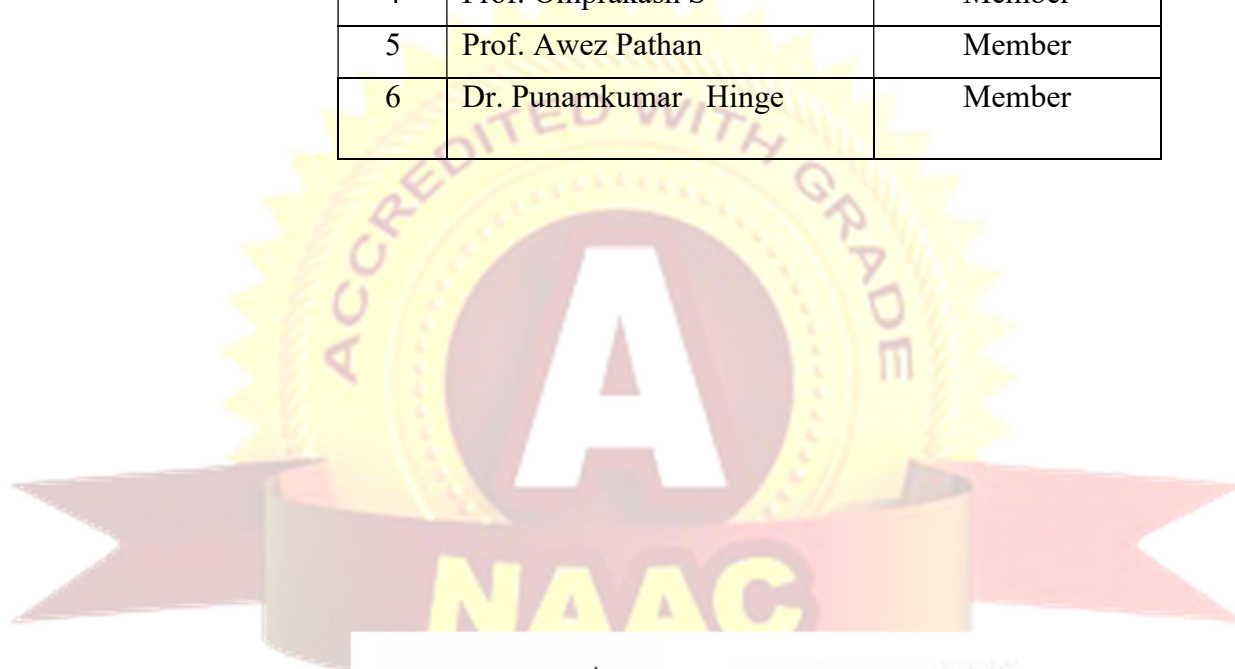 5 Prof. Awez Pathan Member
6 Dr. Punamkumar Hinge Member
ACCREDITED WITH GRADE
A
NAAC